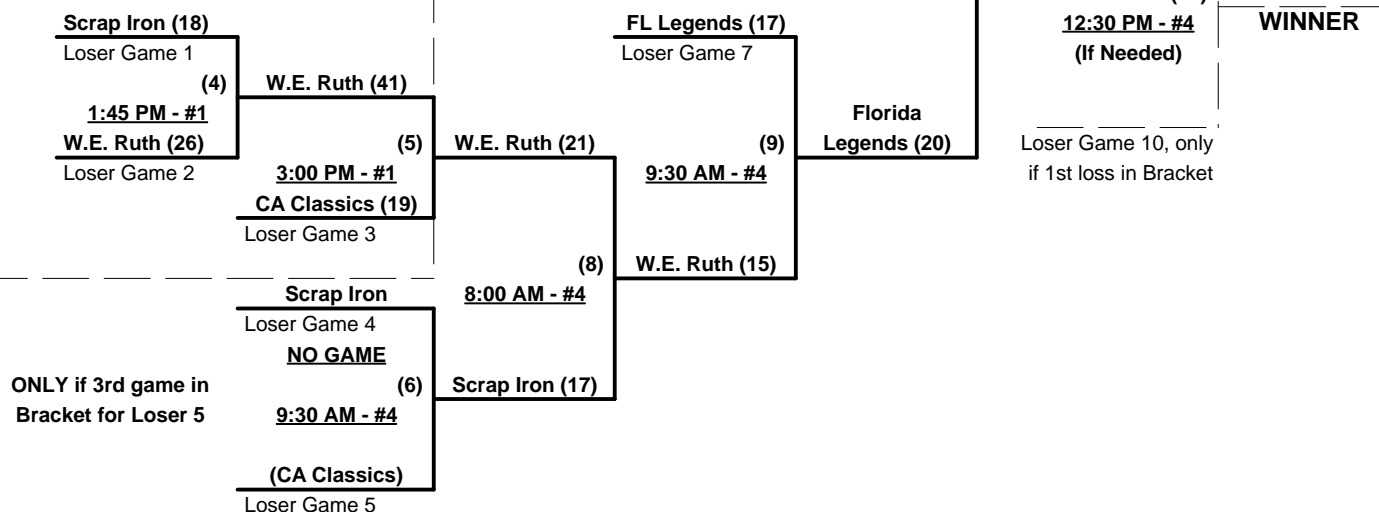 Scrap Iron (18)
Loser Game 1
(4)
1:45 PM - #1
W.E. Ruth (26)
Loser Game 2
W.E. Ruth (41)
(5)
3:00 PM - #1
CA Classics (19)
Loser Game 3
W.E. Ruth (21)
(8)
8:00 AM - #4
Scrap Iron
Loser Game 4
NO GAME
ONLY if 3rd game in
Bracket for Loser 5
(6)
9:30 AM - #4
(CA Classics)
Loser Game 5
Scrap Iron (17)
FL Legends (17)
Loser Game 7
(9)
9:30 AM - #4
W.E. Ruth (15)
Florida
Legends (20)
12:30 PM - #4
(If Needed)
Loser Game 10, only
if 1st loss in Bracket
WINNER